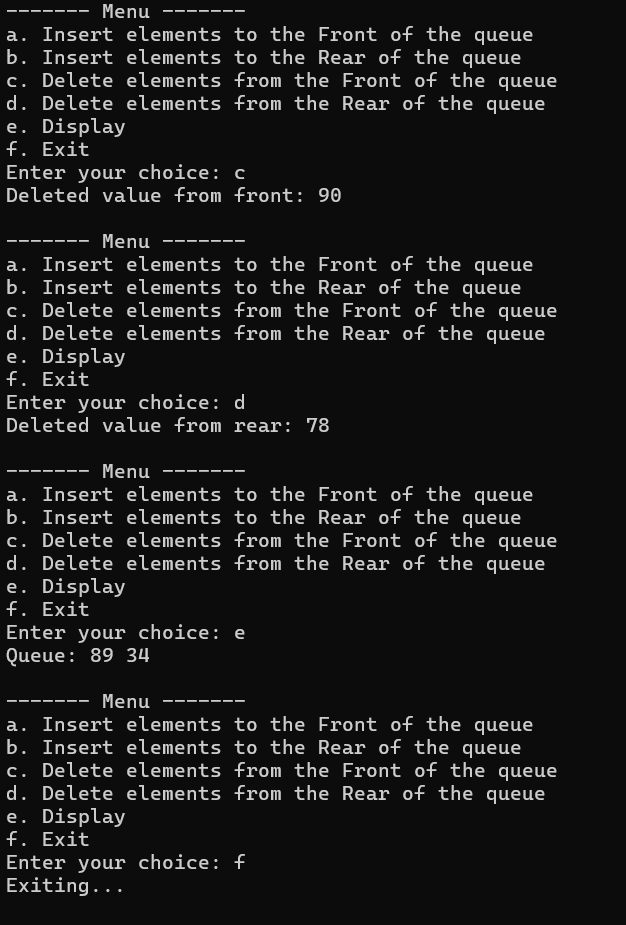 ------- Menu -------
a. Insert elements to the Front of the queue
b. Insert elements to the Rear of the queue
c. Delete elements from the Front of the queue
d. Delete elements from the Rear of the queue
e. Display
f. Exit
Enter your choice: c
Deleted value from front: 90

------- Menu -------
a. Insert elements to the Front of the queue
b. Insert elements to the Rear of the queue
c. Delete elements from the Front of the queue
d. Delete elements from the Rear of the queue
e. Display
f. Exit
Enter your choice: d
Deleted value from rear: 78

------- Menu -------
a. Insert elements to the Front of the queue
b. Insert elements to the Rear of the queue
c. Delete elements from the Front of the queue
d. Delete elements from the Rear of the queue
e. Display
f. Exit
Enter your choice: e
Queue: 89 34

------- Menu -------
a. Insert elements to the Front of the queue
b. Insert elements to the Rear of the queue
c. Delete elements from the Front of the queue
d. Delete elements from the Rear of the queue
e. Display
f. Exit
Enter your choice: f
Exiting...